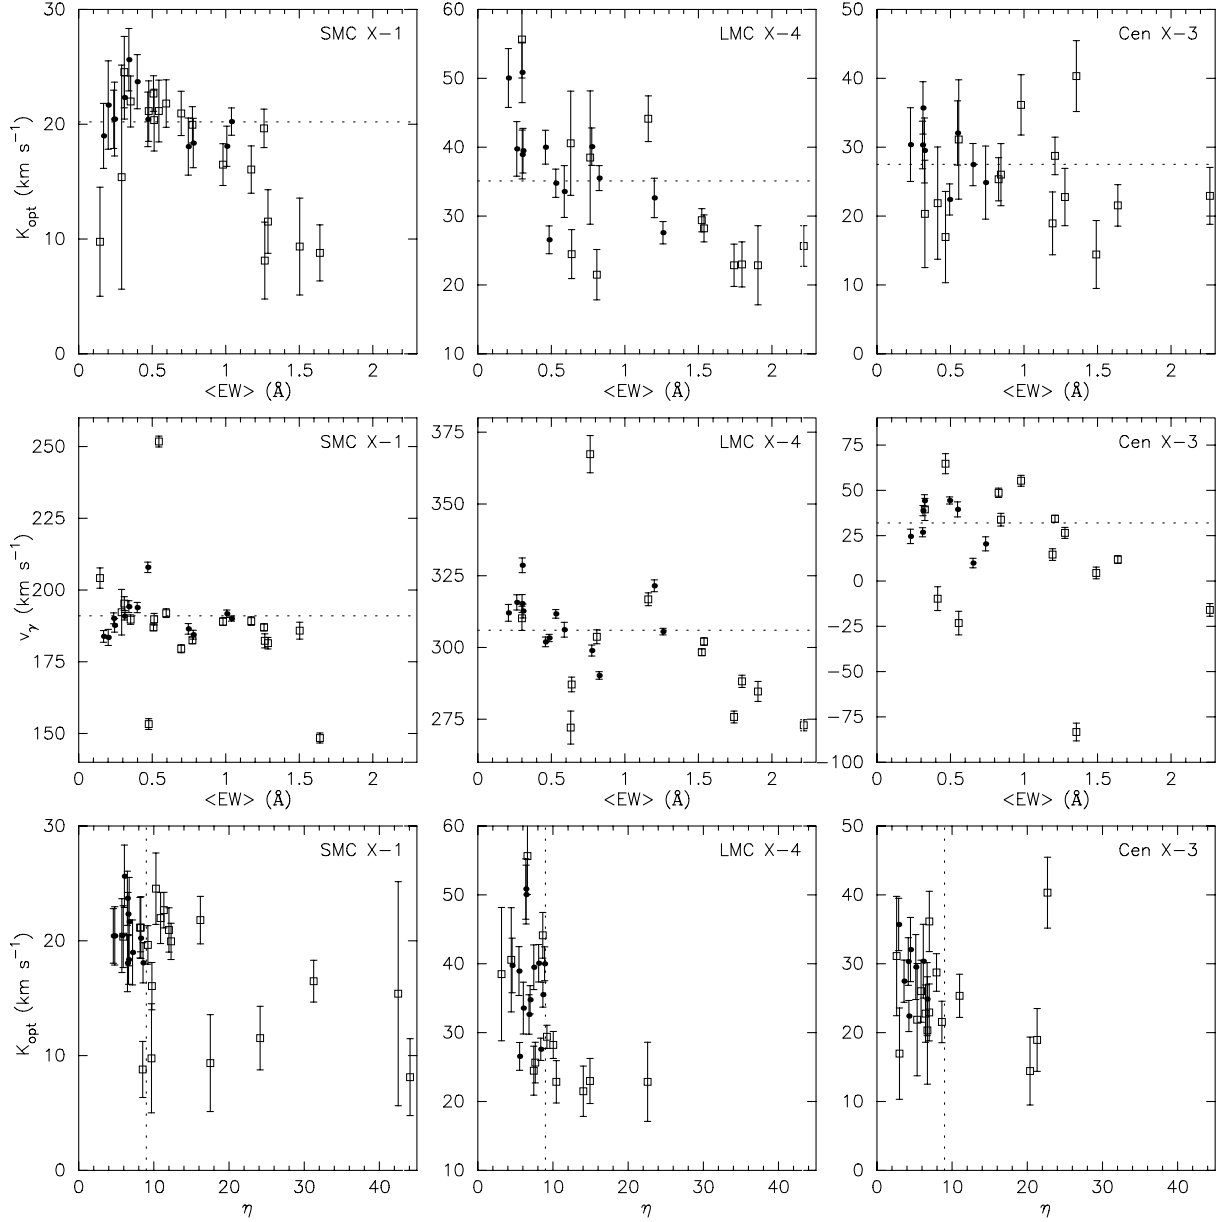 SMC X−1
LMC X−4
Cen X−3
30
20
10
0
K_opt (km s⁻¹)
60
50
40
30
20
10
50
40
30
20
10
0
0 0.5 1 1.5 2
0 0.5 1 1.5 2
0 0.5 1 1.5 2
<EW> (Å)
<EW> (Å)
<EW> (Å)
SMC X−1
LMC X−4
Cen X−3
250
225
200
175
150
v_γ (km s⁻¹)
375
350
325
300
275
75
50
25
0
−25
−50
−75
−100
0 0.5 1 1.5 2
0 0.5 1 1.5 2
0 0.5 1 1.5 2
<EW> (Å)
<EW> (Å)
<EW> (Å)
SMC X−1
LMC X−4
Cen X−3
30
20
10
0
K_opt (km s⁻¹)
60
50
40
30
20
10
50
40
30
20
10
0
0 10 20 30 40
0 10 20 30 40
0 10 20 30 40
η
η
η